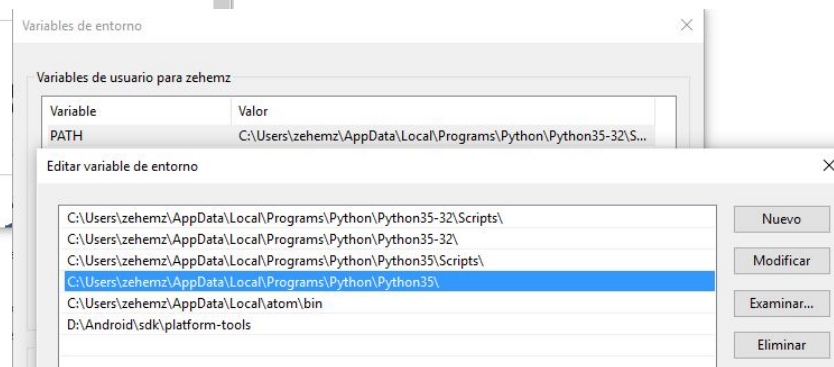 Variables de entorno
Variables de usuario para zehemz
Variable Valor
PATH C:\Users\zehemz\AppData\Local\Programs\Python\Python35-32\S...
Editar variable de entorno
C:\Users\zehemz\AppData\Local\Programs\Python\Python35-32\Scripts\ Nuevo
C:\Users\zehemz\AppData\Local\Programs\Python\Python35-32\
C:\Users\zehemz\AppData\Local\Programs\Python\Python35\Scripts\ Modificar
C:\Users\zehemz\AppData\Local\Programs\Python\Python35\
C:\Users\zehemz\AppData\Local\atom\bin Examinar...
D:\Android\sdk\platform-tools
Eliminar